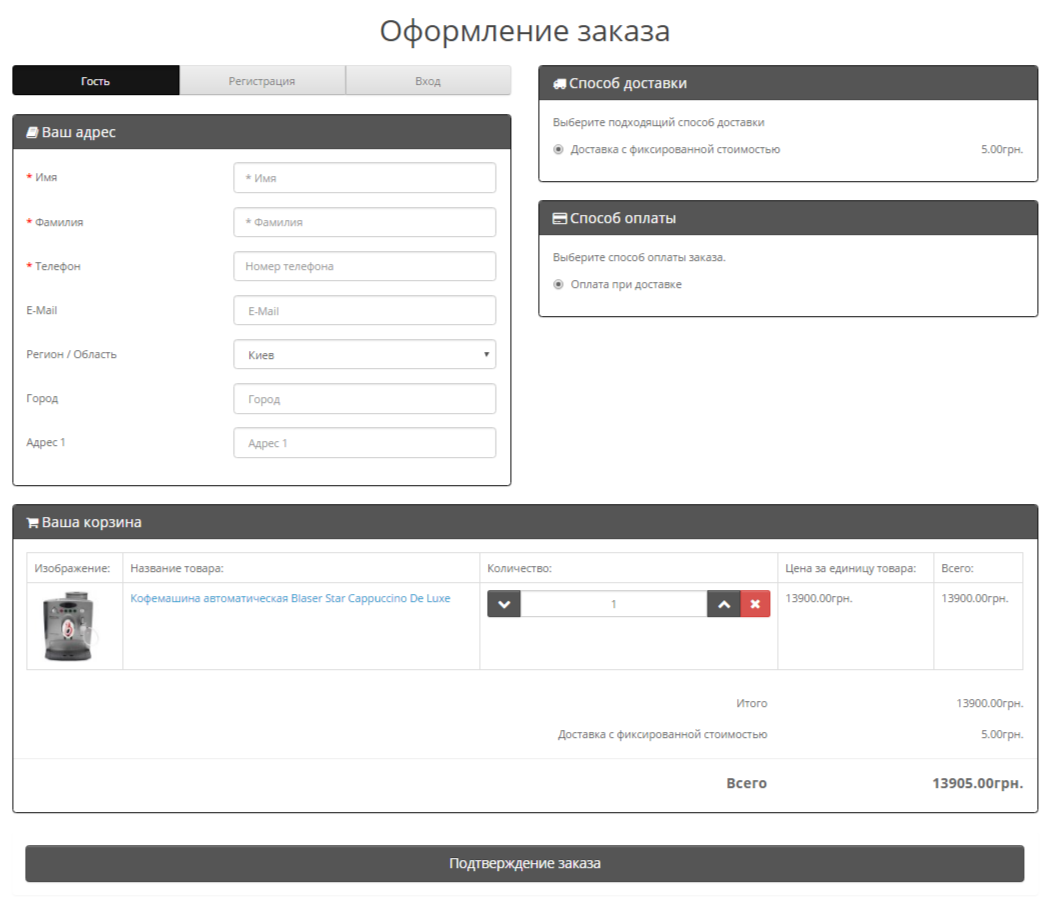 Оформление заказа
Гость
Регистрация
Вход
Ваш адрес
* Имя
* Имя
* Фамилия
* Фамилия
* Телефон
Номер телефона
E-Mail
E-Mail
Регион / Область
Киев
Город
Город
Адрес 1
Адрес 1
Способ доставки
Выберите подходящий способ доставки
Доставка с фиксированной стоимостью 5.00грн.
Способ оплаты
Выберите способ оплаты заказа.
Оплата при доставке
Ваша корзина
Изображение: Название товара: Количество: Цена за единицу товара: Всего:
Кофемашина автоматическая Blaser Star Cappuccino De Luxe 1 13900.00грн. 13900.00грн.
Итого 13900.00грн.
Доставка с фиксированной стоимостью 5.00грн.
Всего 13905.00грн.
Подтверждение заказа